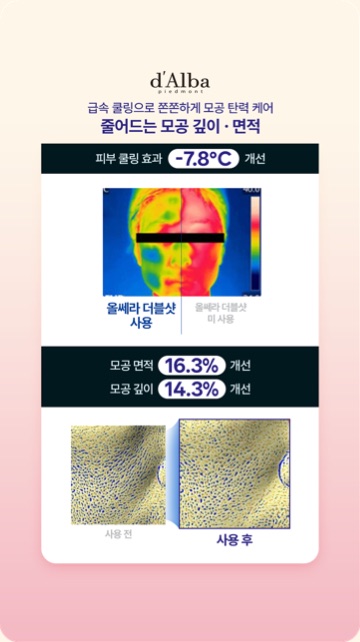 d'Alba
piedmont
급속 쿨링으로 쫀쫀하게 모공 탄력 케어
줄어드는 모공 깊이 · 면적
피부 쿨링 효과 -7.8°C 개선
올쎄라 더블샷
사용
올쎄라 더블샷
미 사용
모공 면적 16.3% 개선
모공 깊이 14.3% 개선
사용 전
사용 후